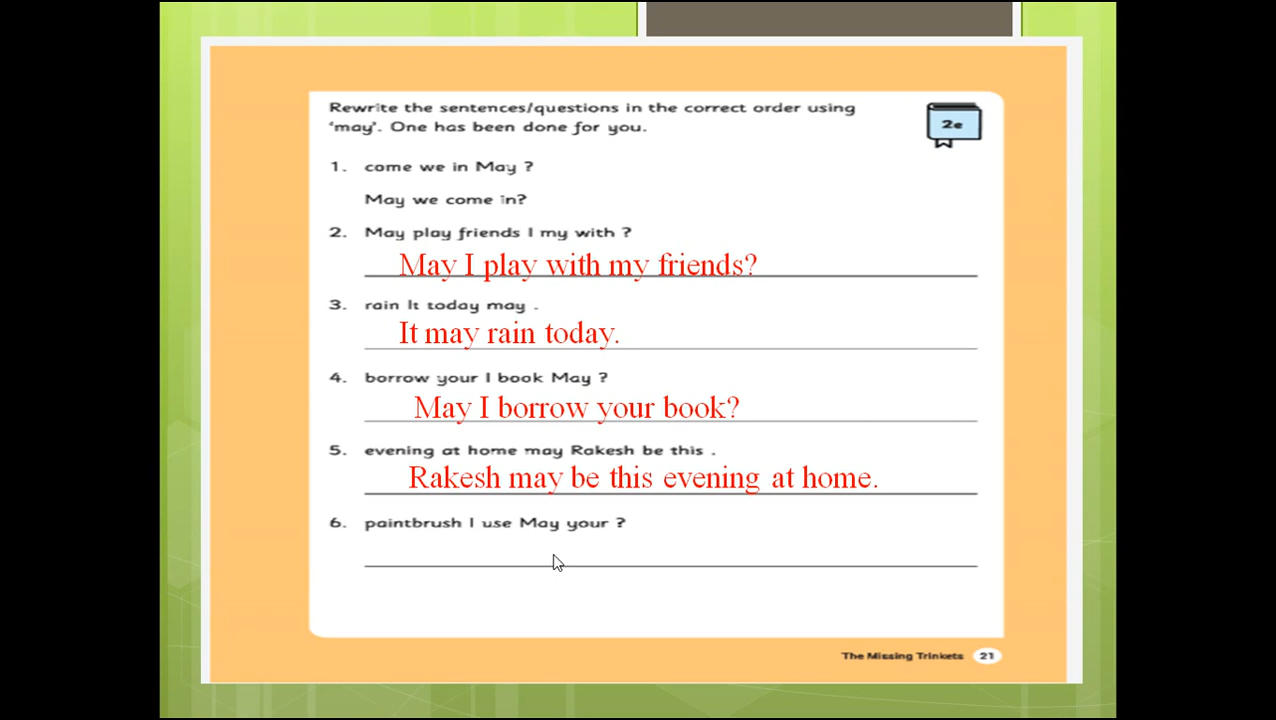 Rewrite the sentences/questions in the correct order using
'may'. One has been done for you.
2e
1. come we in May ?
May we come in?
2. May play friends I my with ?
May I play with my friends?
3. rain It today may .
It may rain today.
4. borrow your I book May ?
May I borrow your book?
5. evening at home may Rakesh be this .
Rakesh may be this evening at home.
6. paintbrush I use May your ?
The Missing Trinkets 21